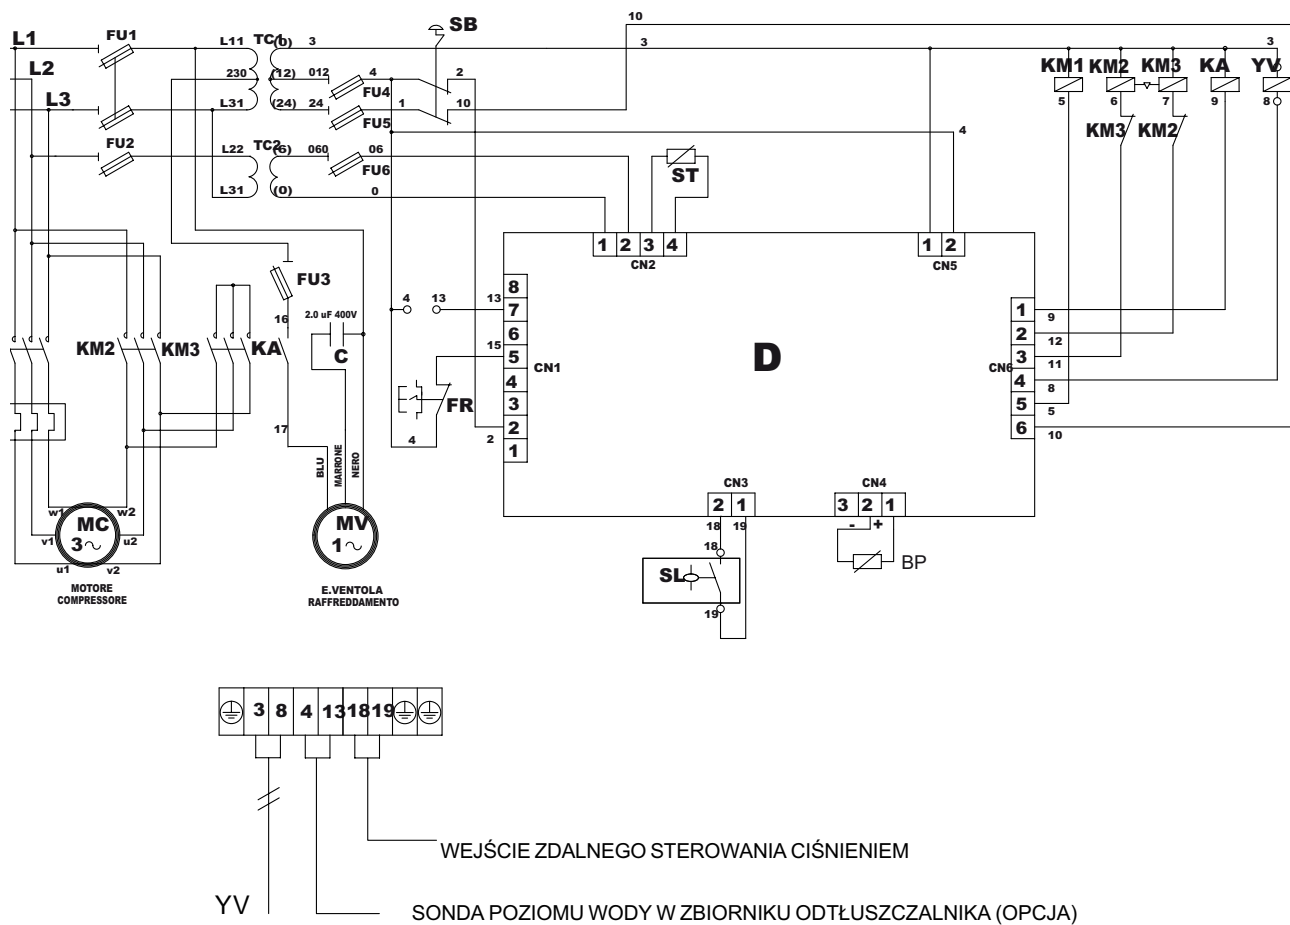 10
SB
L1 FU1 L11 TC1 (0) 3 3 3
L2 230 (12) 012 4 2 KM1 KM2 KM3 KA YV
FU4
L3 L31 (24) 24 1 10 5 6 7 9 8
FU5
KM3 KM2
4
FU2 L22 TC2 (6) 060 06
FU6 ST
L31 (0) 0
1 2 3 4 1 2
CN2 CN5
FU3
8
4 13 13 7
2.0 uF 400V
16 6
1 9
2 12
KM2 KM3 KA C 15 5 CN1 D CN6 3 11
4 4 8
FR 3 5 5
17 4 2 2 6 10
1
BLU MARRONE NERO
CN3 CN4
2 1 3 2 1
w1 w2
MC 3~ MV 1~
18 19 - +
v1 u2
18 BP
u1 v2 SL
MOTORE
COMPRESSORE
E.VENTOLA
RAFFREDDAMENTO
19
3 8 4 13 18 19
WEJŚCIE ZDALNEGO STEROWANIA CIŚNIENIEM
YV
SONDA POZIOMU WODY W ZBIORNIKU ODTŁUSZCZALNIKA (OPCJA)